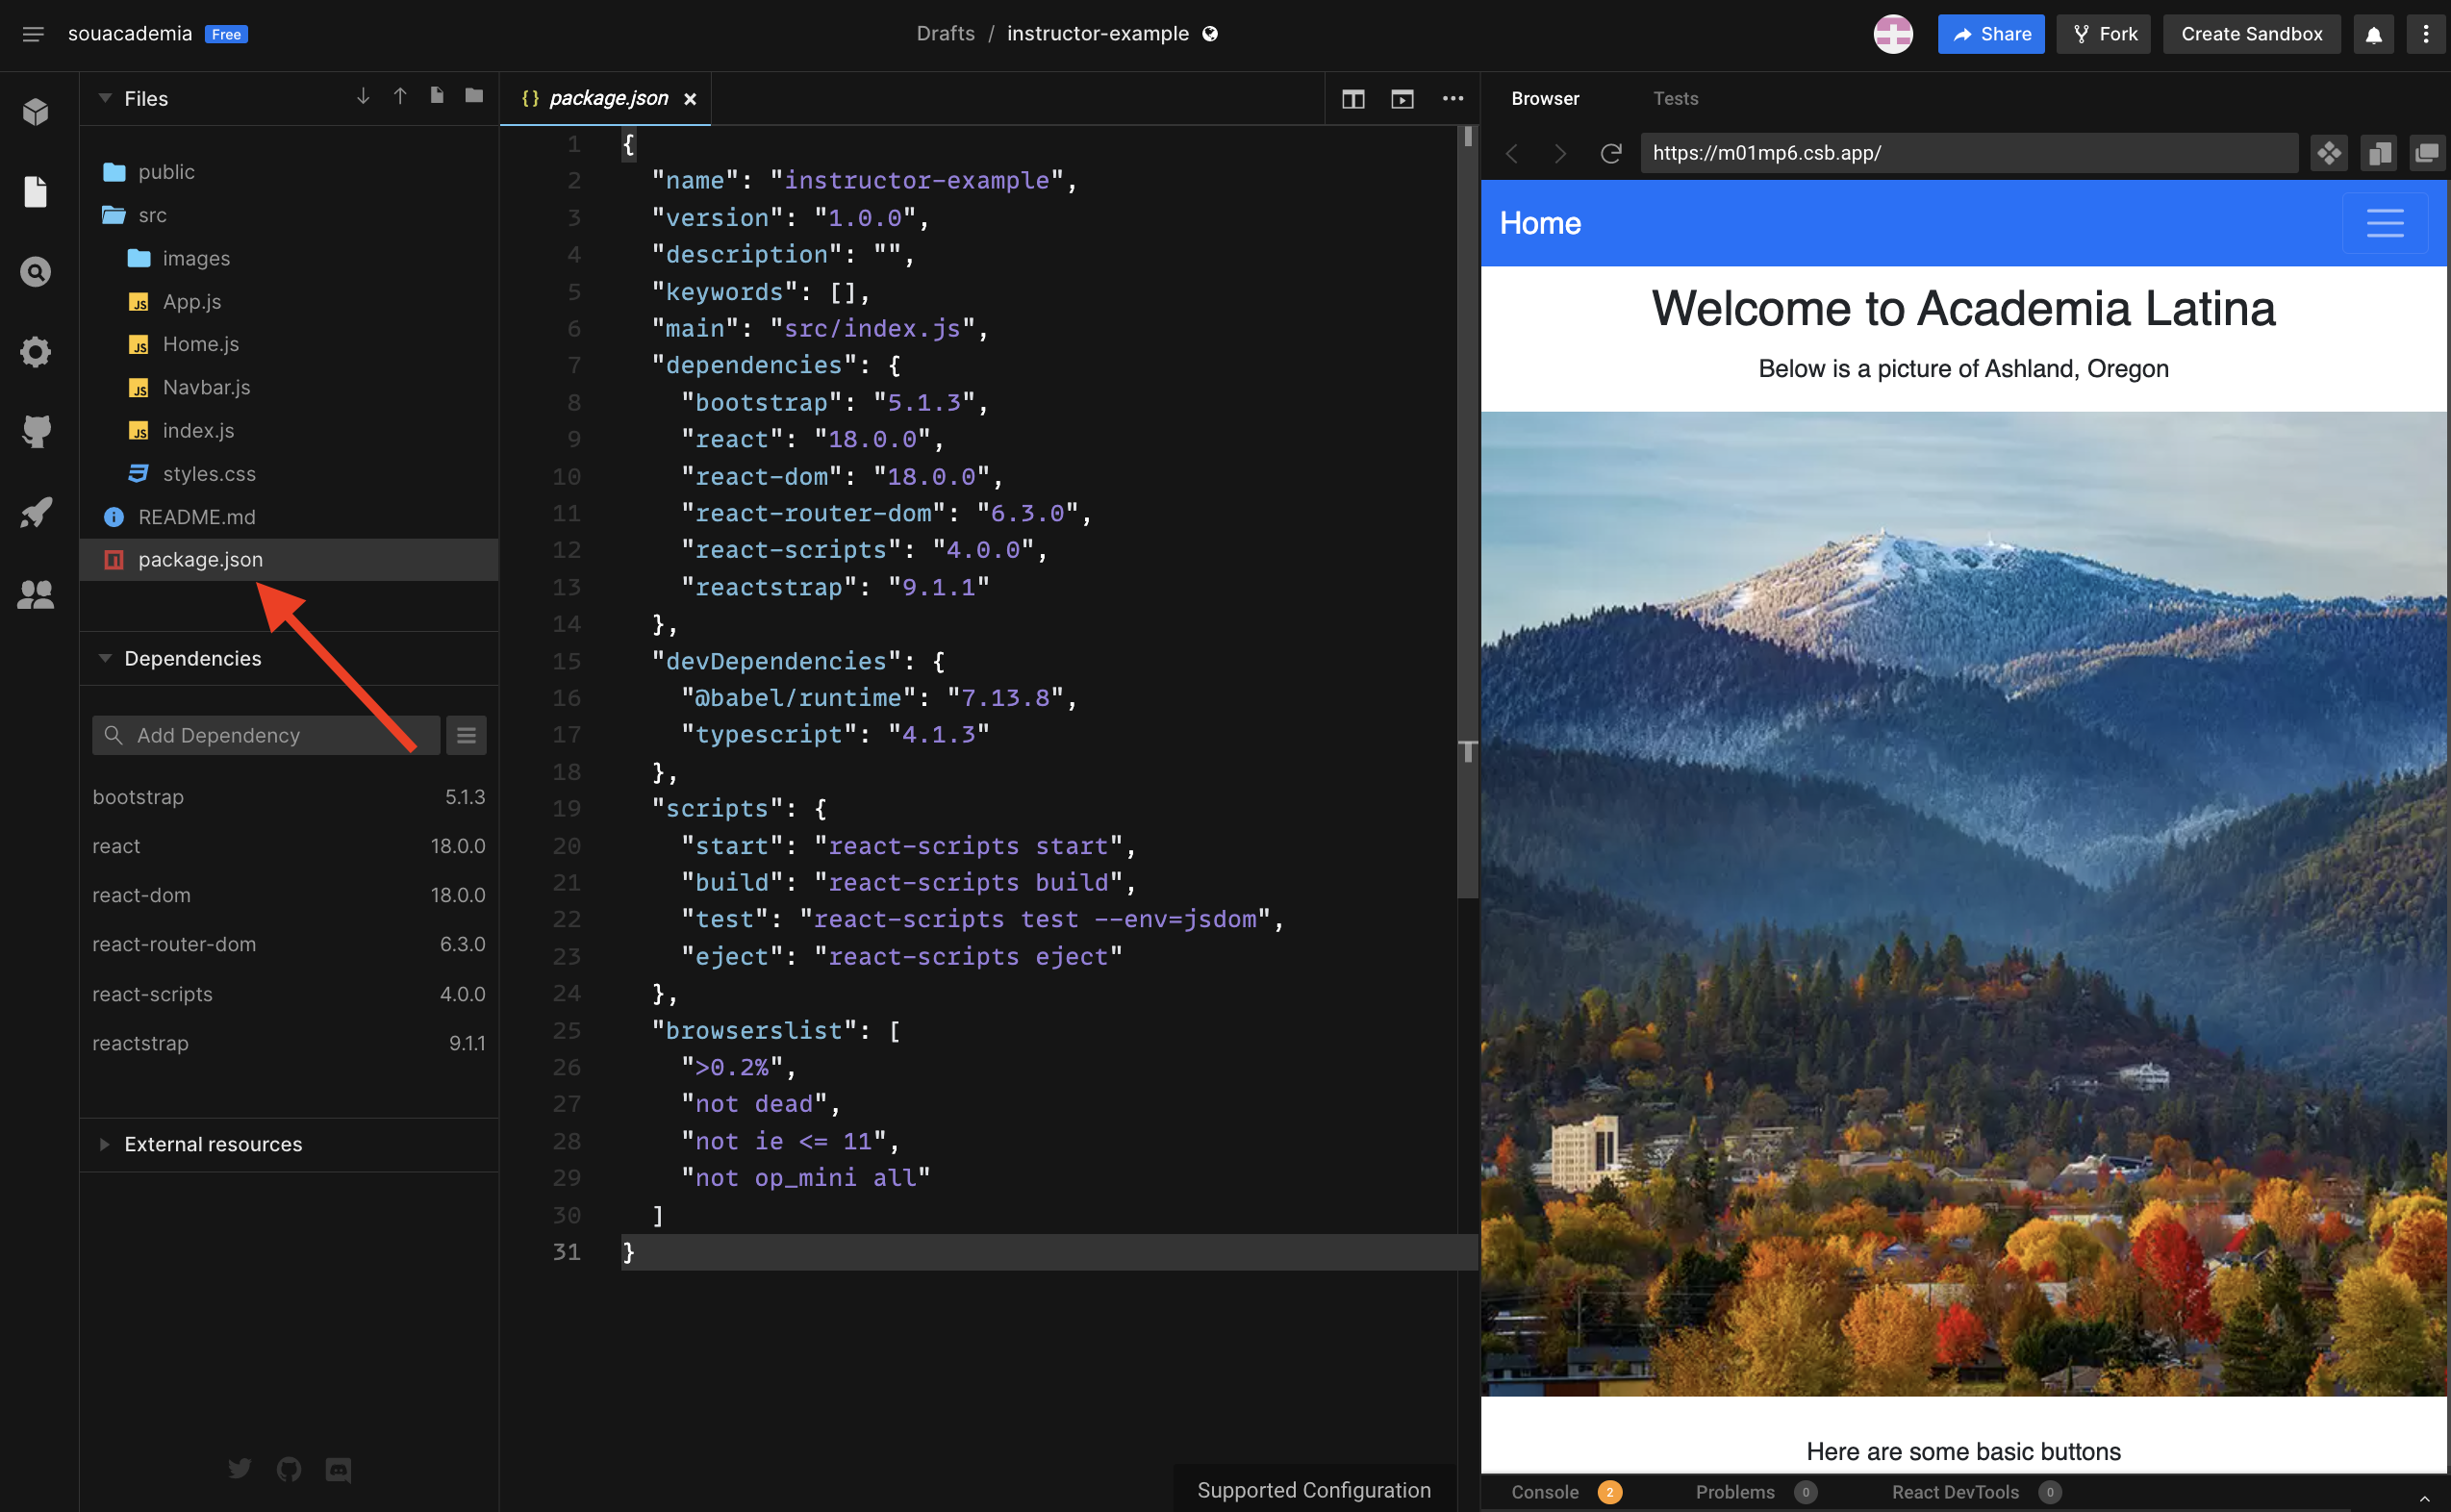 souacademia Free
Drafts / instructor-example
Share
Fork
Create Sandbox
Files
public
src
images
App.js
Home.js
Navbar.js
index.js
styles.css
README.md
package.json
Dependencies
Add Dependency
bootstrap 5.1.3
react 18.0.0
react-dom 18.0.0
react-router-dom 6.3.0
react-scripts 4.0.0
reactstrap 9.1.1
External resources
{} package.json
1 {
2 "name": "instructor-example",
3 "version": "1.0.0",
4 "description": "",
5 "keywords": [],
6 "main": "src/index.js",
7 "dependencies": {
8 "bootstrap": "5.1.3",
9 "react": "18.0.0",
10 "react-dom": "18.0.0",
11 "react-router-dom": "6.3.0",
12 "react-scripts": "4.0.0",
13 "reactstrap": "9.1.1"
14 },
15 "devDependencies": {
16 "@babel/runtime": "7.13.8",
17 "typescript": "4.1.3"
18 },
19 "scripts": {
20 "start": "react-scripts start",
21 "build": "react-scripts build",
22 "test": "react-scripts test --env=jsdom",
23 "eject": "react-scripts eject"
24 },
25 "browserslist": [
26 ">0.2%",
27 "not dead",
28 "not ie <= 11",
29 "not op_mini all"
30 ]
31 }
Supported Configuration
Browser Tests
https://m01mp6.csb.app/
Home
Welcome to Academia Latina
Below is a picture of Ashland, Oregon
Here are some basic buttons
Console 2 Problems 0 React DevTools 0